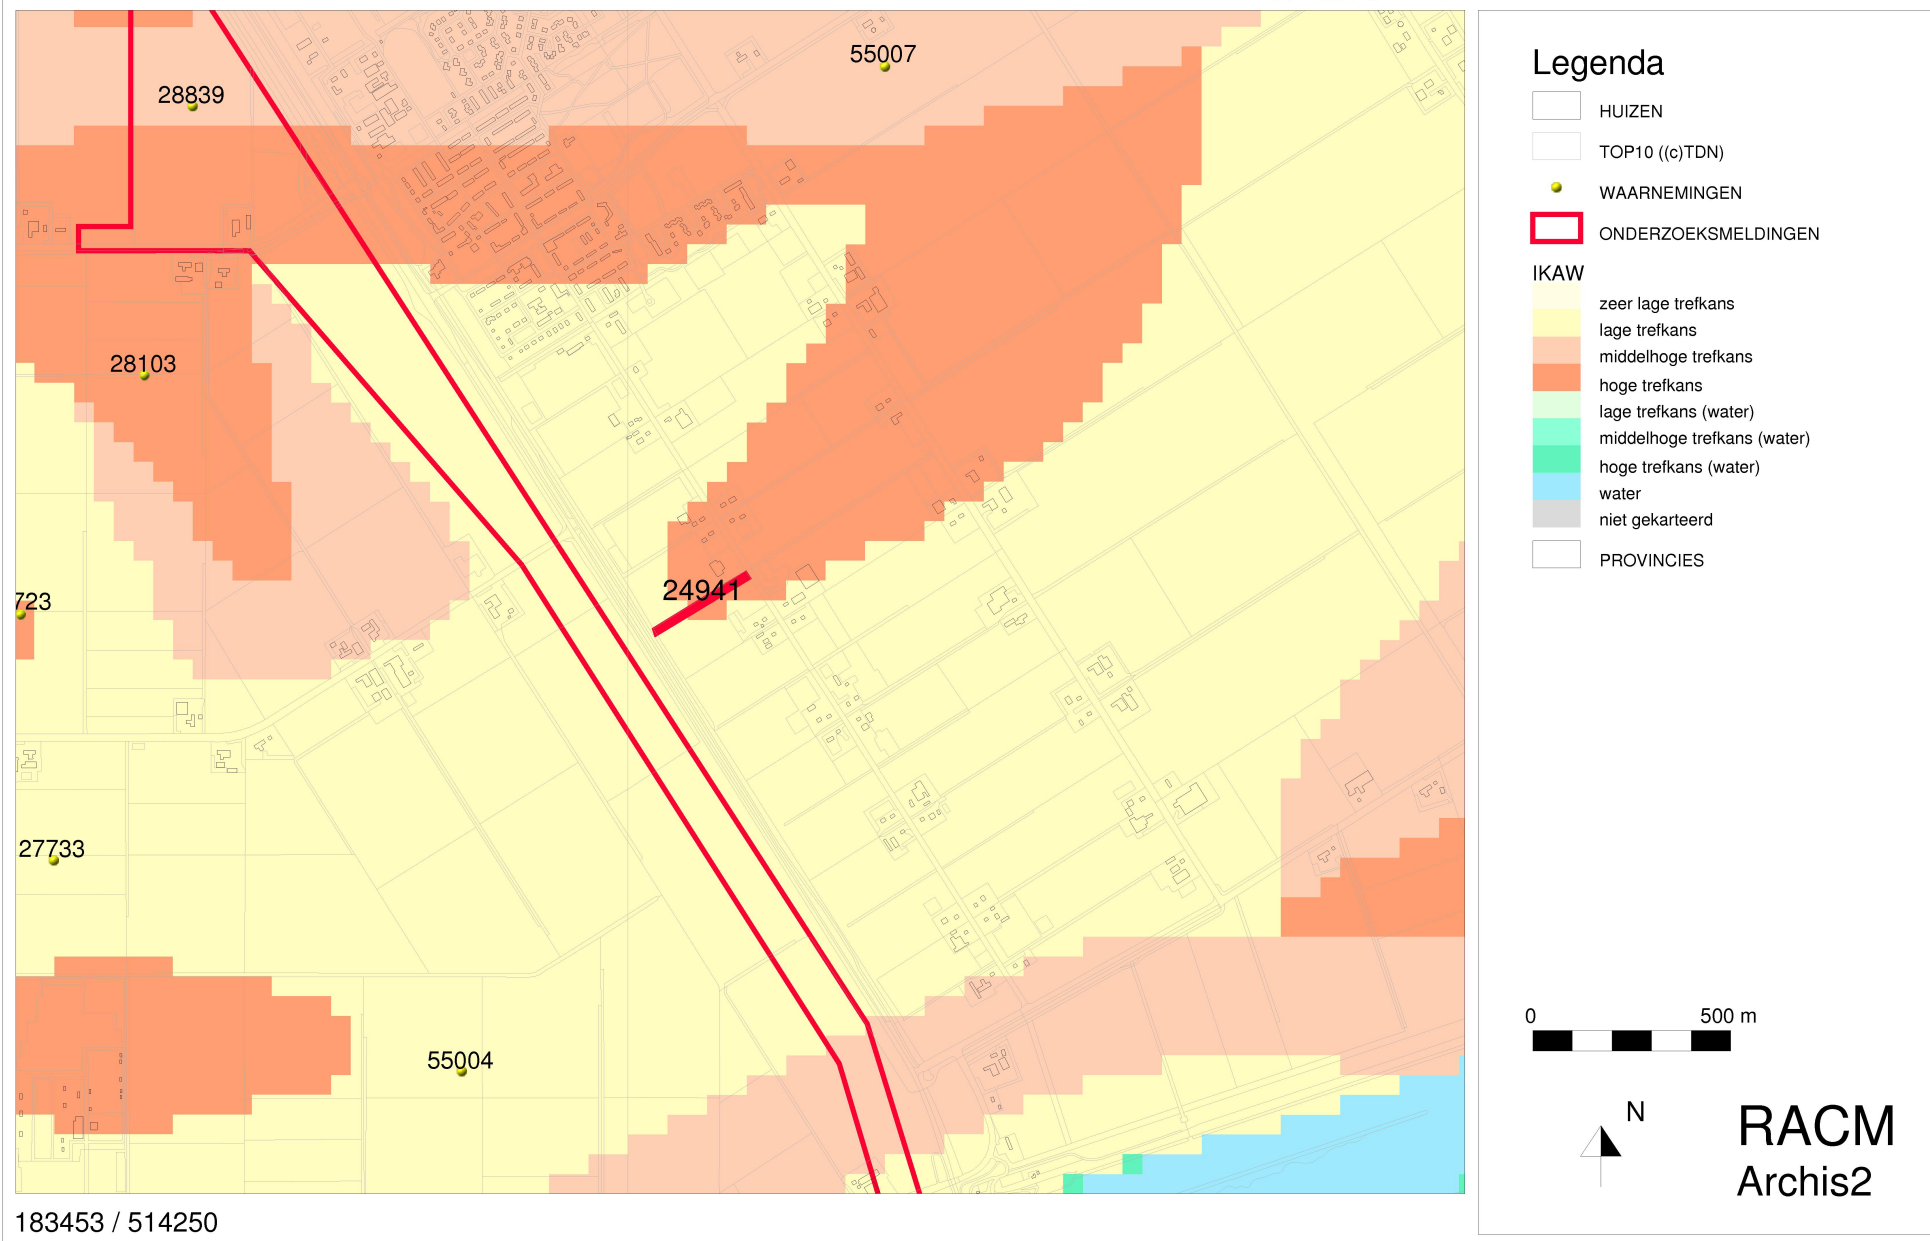 55007
28839
28103
24941
723
27733
55004
183453 / 514250
Legenda
HUIZEN
TOP10 ((c)TDN)
WAARNEMINGEN
ONDERZOEKSMELDINGEN
IKAW
zeer lage trefkans
lage trefkans
middelhoge trefkans
hoge trefkans
lage trefkans (water)
middelhoge trefkans (water)
hoge trefkans (water)
water
niet gekarteerd
PROVINCIES
0 500 m
N
RACM
Archis2